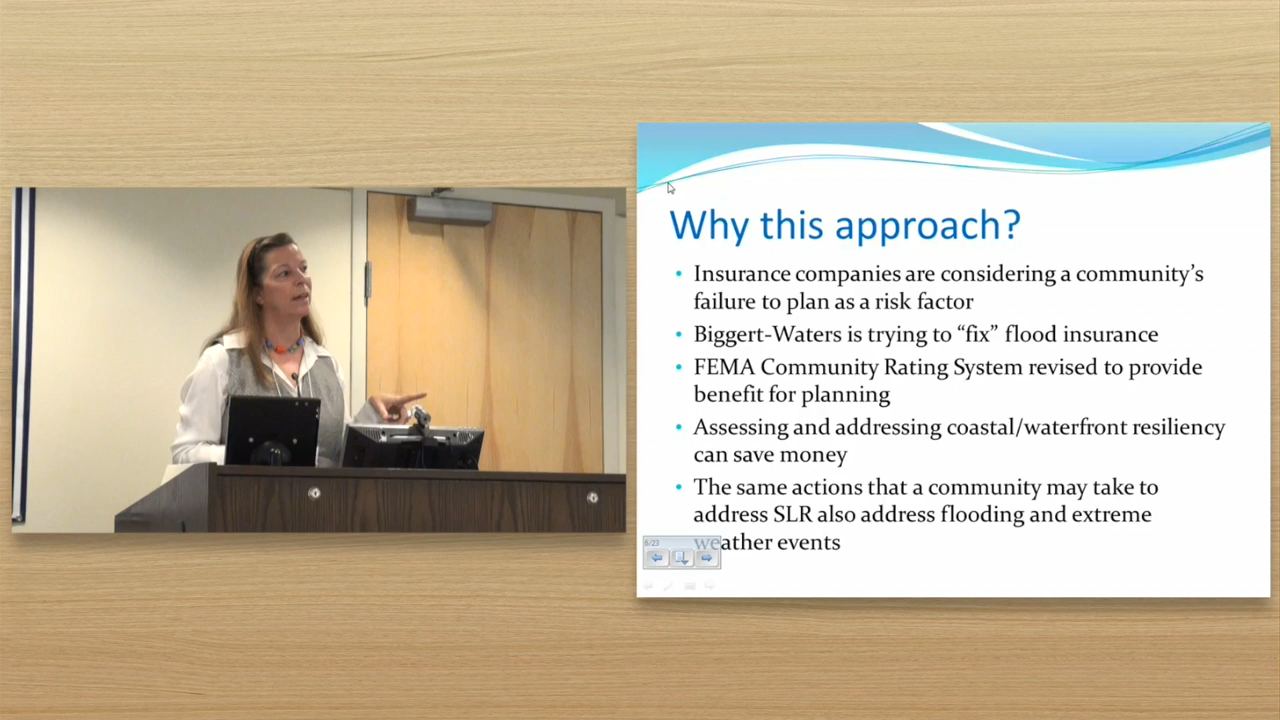 Why this approach?
• Insurance companies are considering a community's
failure to plan as a risk factor
• Biggert-Waters is trying to "fix" flood insurance
• FEMA Community Rating System revised to provide
benefit for planning
• Assessing and addressing coastal/waterfront resiliency
can save money
• The same actions that a community may take to
address SLR also address flooding and extreme
weather events
6/23